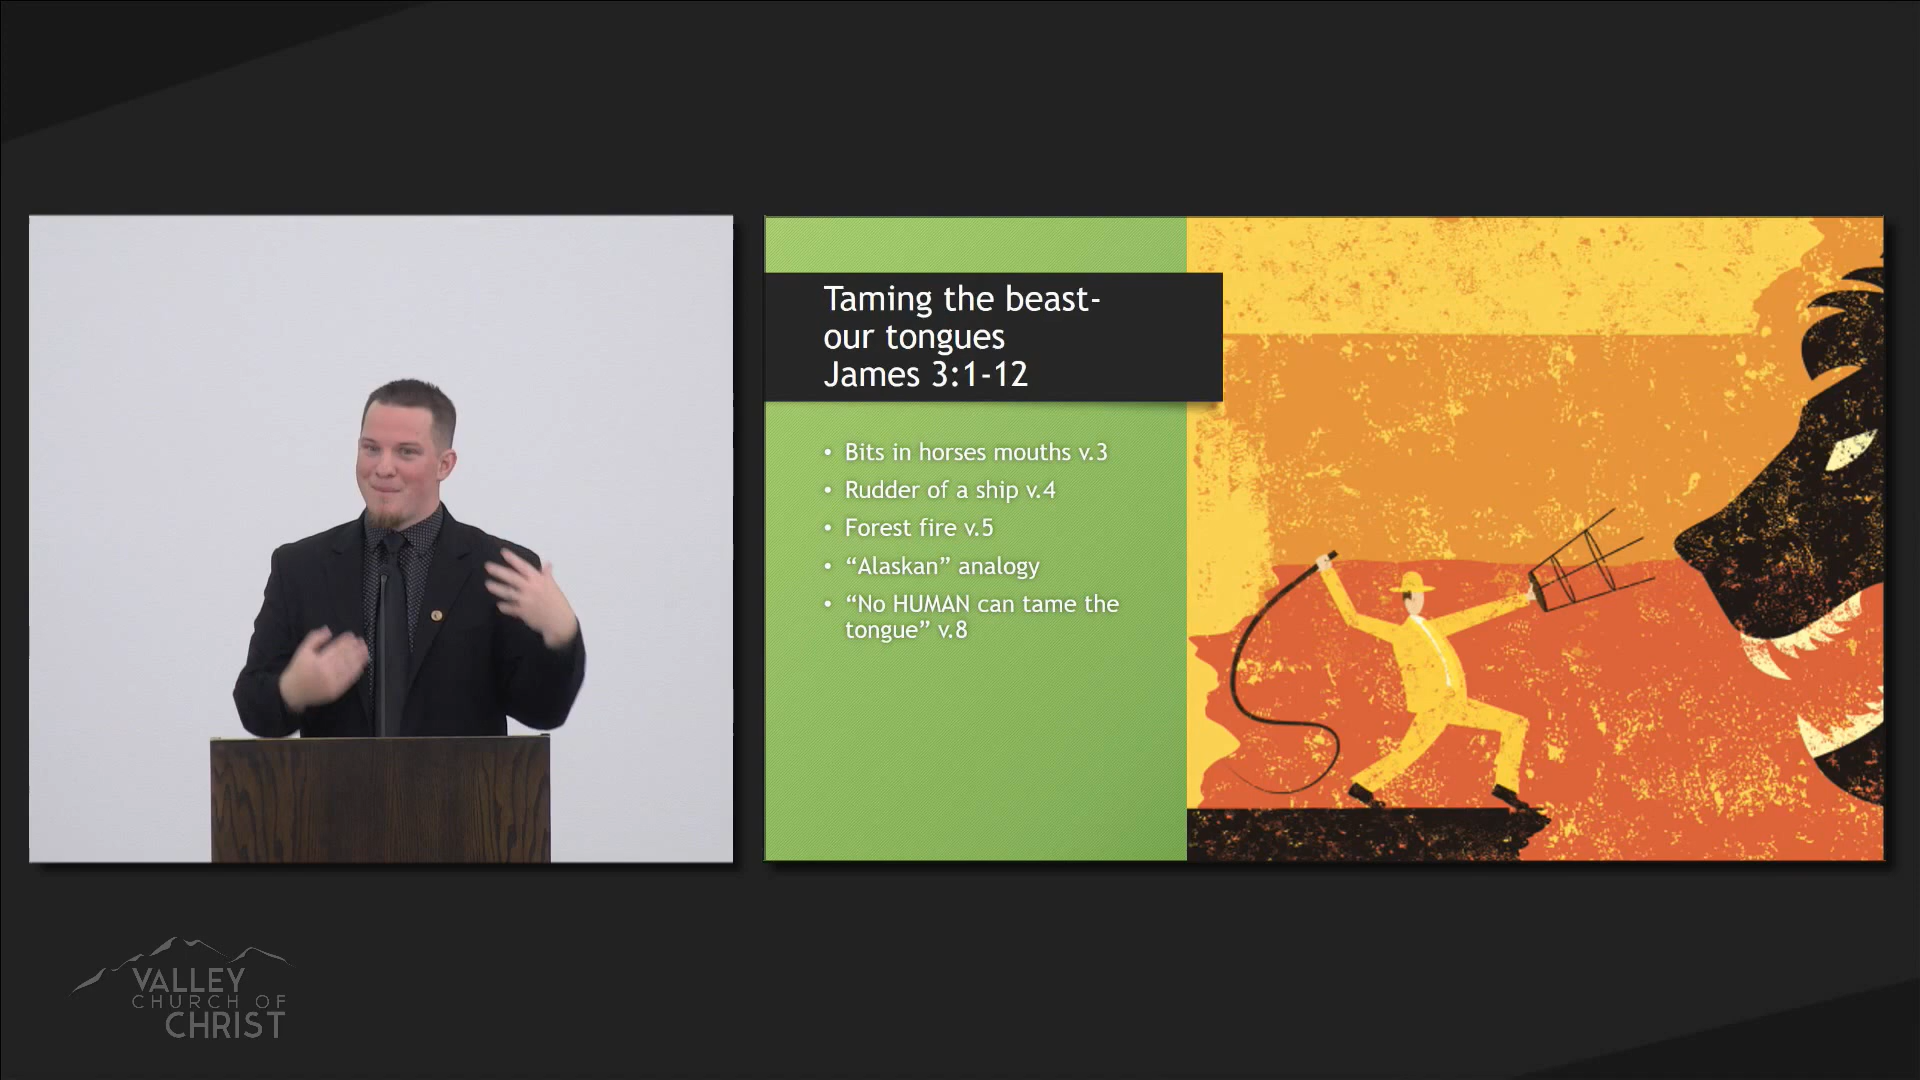 Taming the beast-
our tongues
James 3:1-12
• Bits in horses mouths v.3
• Rudder of a ship v.4
• Forest fire v.5
• “Alaskan” analogy
• “No HUMAN can tame the
tongue” v.8
VALLEY
CHURCH OF
CHRIST